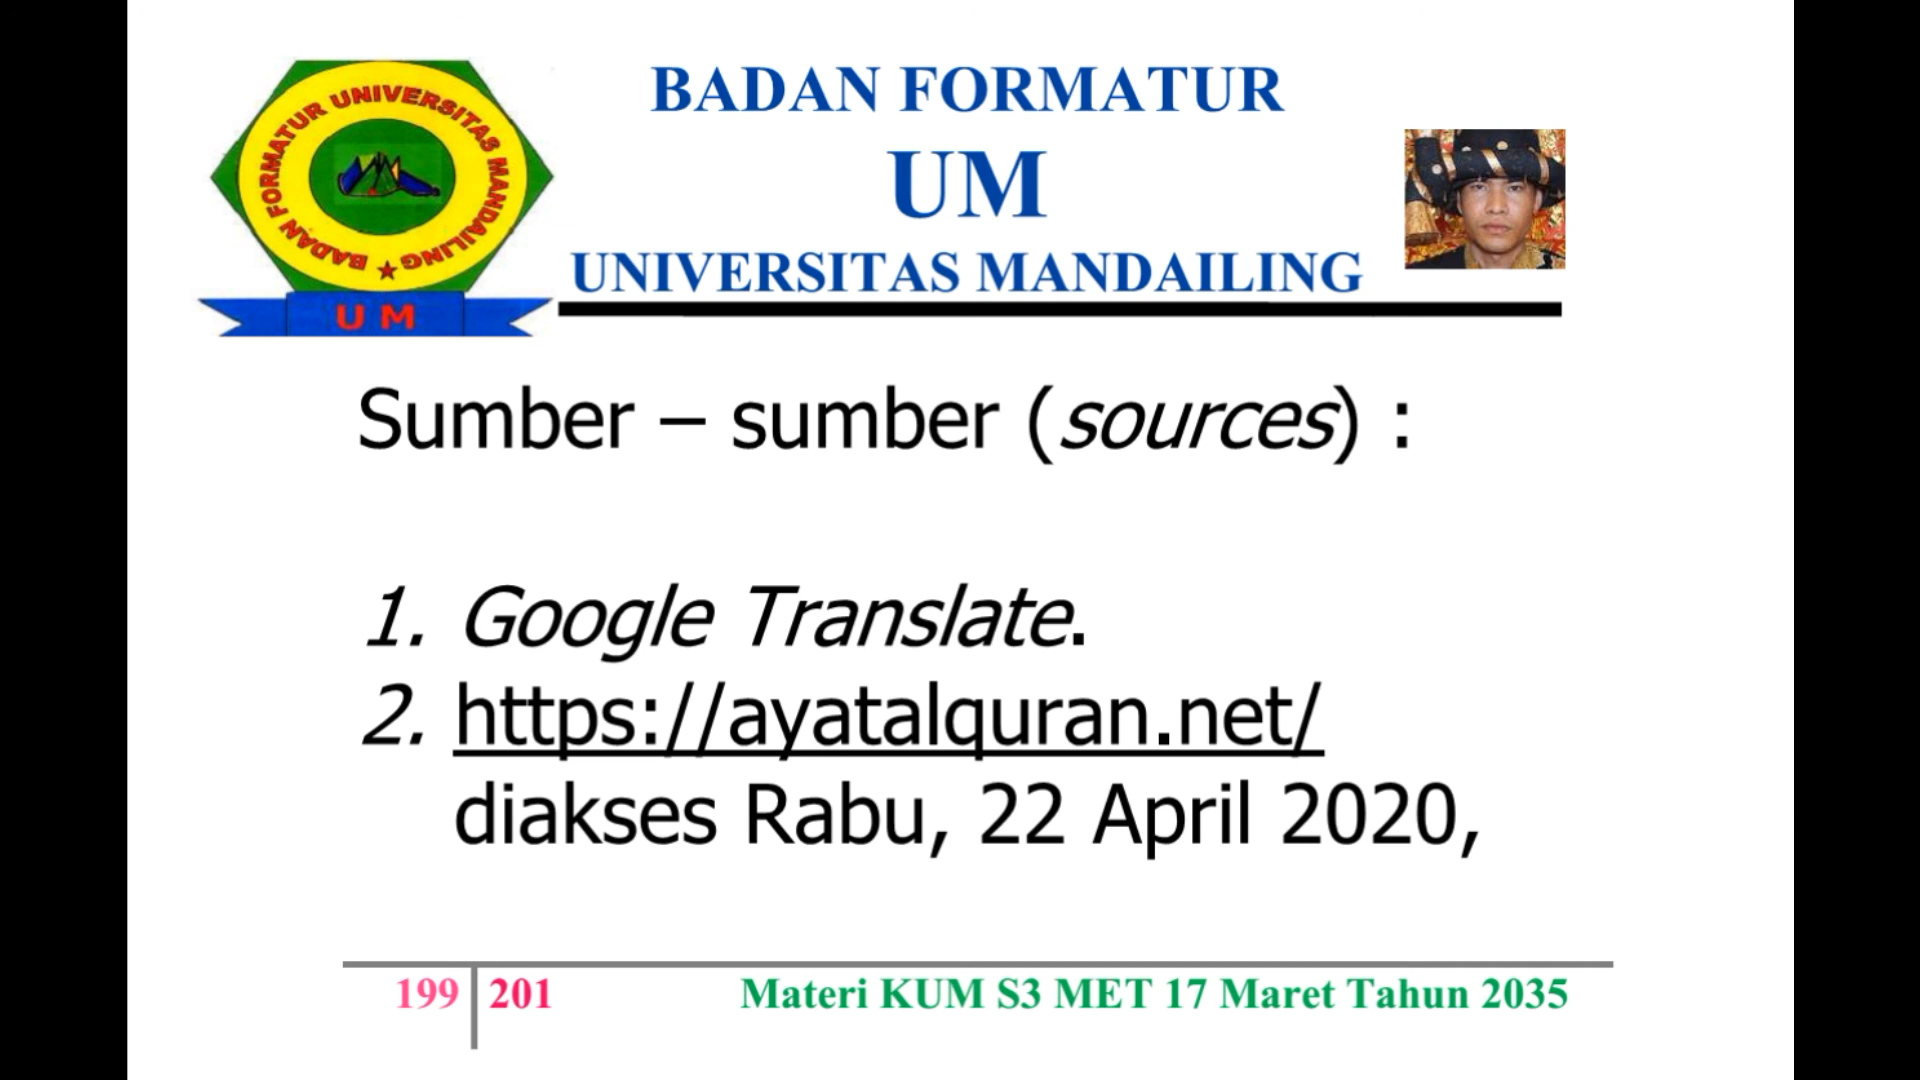 BADAN FORMATUR UNIVERSITAS MANDAILING
U M
BADAN FORMATUR
UM
UNIVERSITAS MANDAILING
Sumber – sumber (sources) :
1. Google Translate.
2. https://ayatalquran.net/
diakses Rabu, 22 April 2020,
199 201 Materi KUM S3 MET 17 Maret Tahun 2035